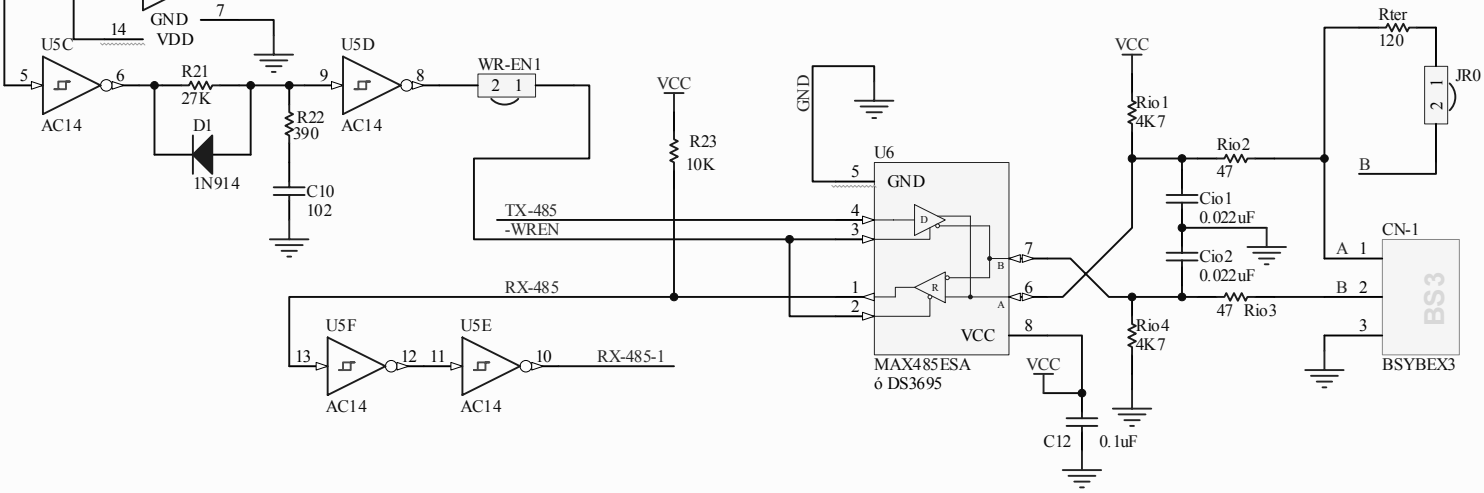 GND
7
14
VDD
U5C
5
6
AC14
R21
27K
D1
1N914
R22
390
C10
102
U5D
9
8
AC14
WR-EN1
2 1
VCC
R23
10K
GND
U6
5
GND
TX-485
4
D
-WREN
3
7
B
RX-485
1
R
6
A
2
VCC
8
MAX485ESA
ó DS3695
U5F
13
12
AC14
U5E
11
10
AC14
RX-485-1
VCC
C12
0.1uF
VCC
Rio1
4K7
Rio2
47
Cio1
0.022uF
Cio2
0.022uF
47
Rio3
Rio4
4K7
Rter
120
JR0
1
2
B
CN-1
A 1
B 2
3
BS3
BSYBEX3